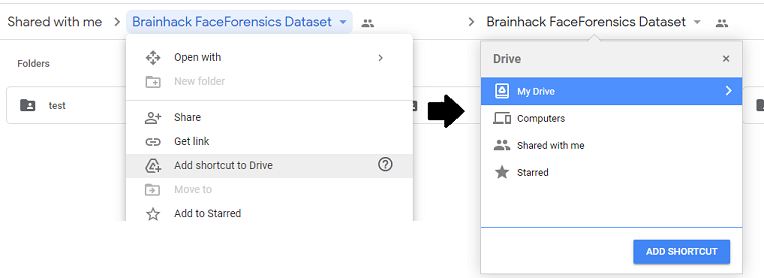 Shared with me > Brainhack FaceForensics Dataset
Folders
test
Open with
New folder
Share
Get link
Add shortcut to Drive
Move to
Add to Starred
> Brainhack FaceForensics Dataset
Drive ×
My Drive
Computers
Shared with me
Starred
ADD SHORTCUT